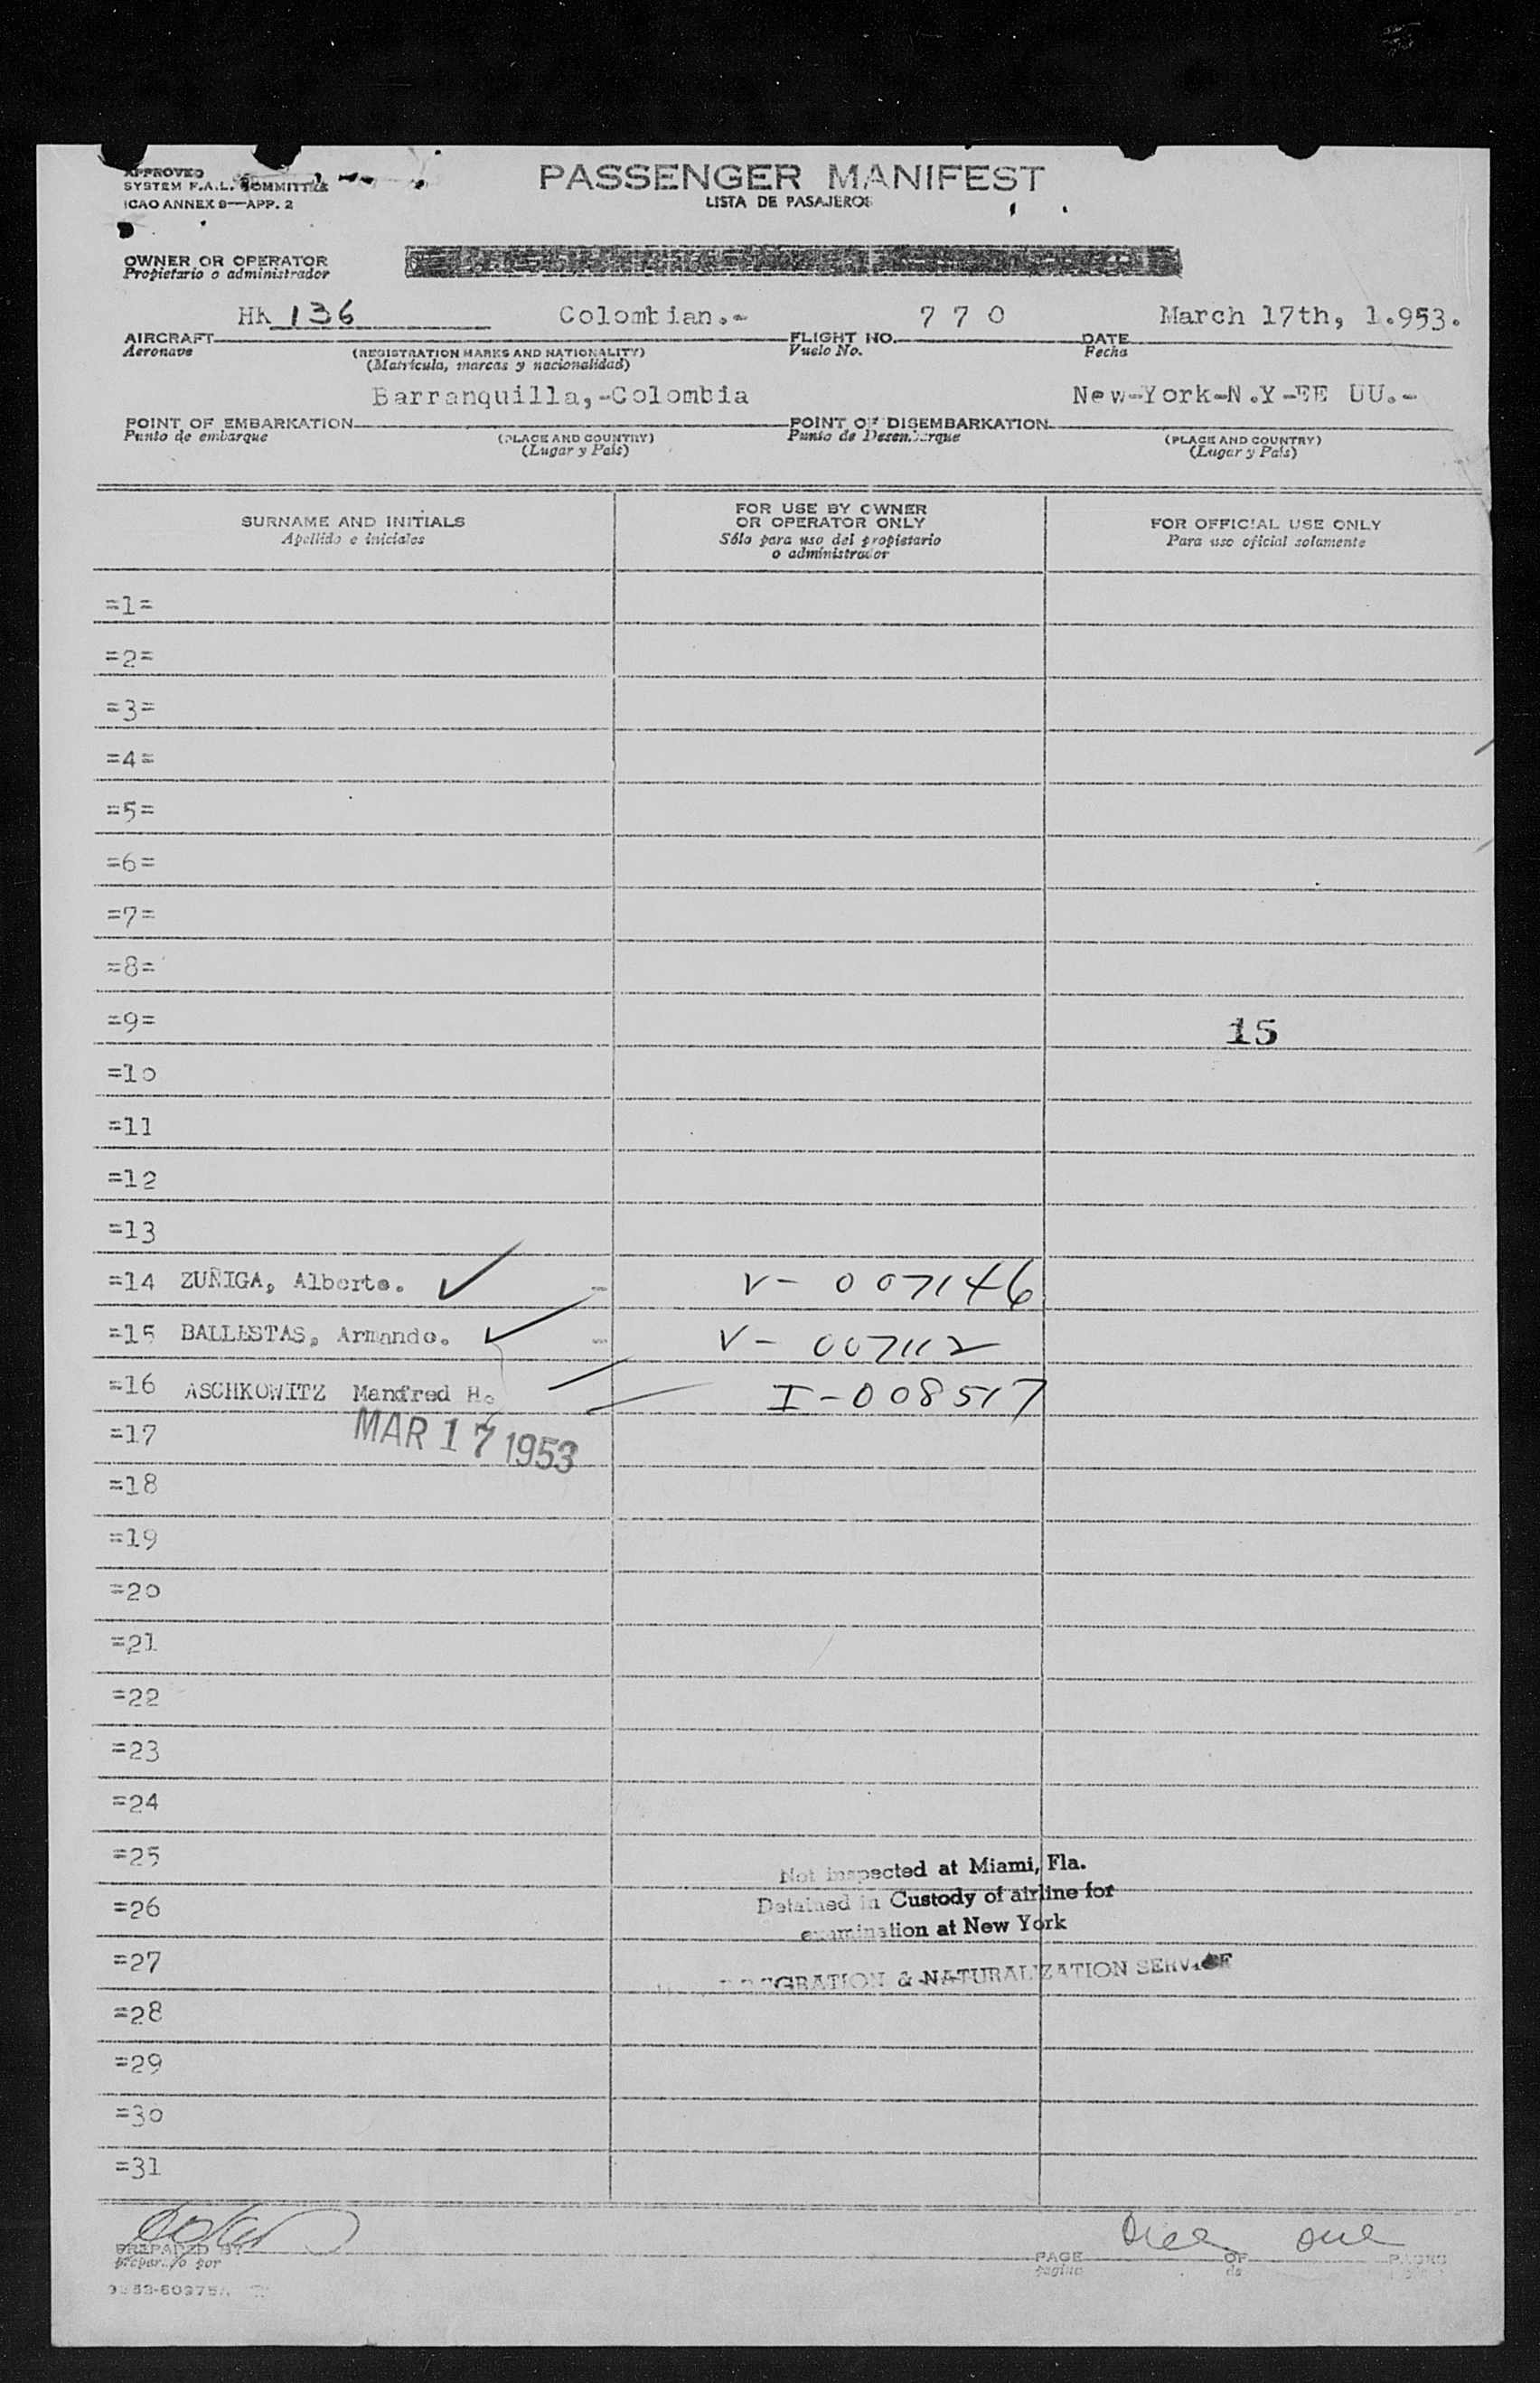 APPROVED
SYSTEM F.A.L. COMMITTEE
ICAO ANNEX 9—APP. 2
PASSENGER MANIFEST
LISTA DE PASAJEROS
OWNER OR OPERATOR
Propietario o administrador
HK 136 Colombian.- 7 7 0 March 17th, 1.953.
AIRCRAFT FLIGHT NO. DATE
Aeronave (REGISTRATION MARKS AND NATIONALITY) Vuelo No. Fecha
(Matrícula, marcas y nacionalidad)
Barranquilla,-Colombia New-York-N.Y-EE UU.-
POINT OF EMBARKATION POINT OF DISEMBARKATION
Punto de embarque (PLACE AND COUNTRY) Punto de Desembarque (PLACE AND COUNTRY)
(Lugar y País) (Lugar y País)
SURNAME AND INITIALS
Apellido e iniciales
FOR USE BY OWNER
OR OPERATOR ONLY
Sólo para uso del propietario
o administrador
FOR OFFICIAL USE ONLY
Para uso oficial solamente
=1=
=2=
=3=
=4=
=5=
=6=
=7=
=8=
=9= 15
=10
=11
=12
=13
=14 ZUÑIGA, Alberto. - V- 007146
=15 BALLESTAS, Armando. - V- 007112
=16 ASCHKOWITZ Manfred H. I-008517
=17 MAR 17 1953
=18
=19
=20
=21
=22
=23
=24
=25 Not inspected at Miami, Fla.
=26 Detained in Custody of airline for
examination at New York
=27 IMMIGRATION & NATURALIZATION SERVICE
=28
=29
=30
=31
PREPARED BY PAGE OF one PAGES
preparado por página de